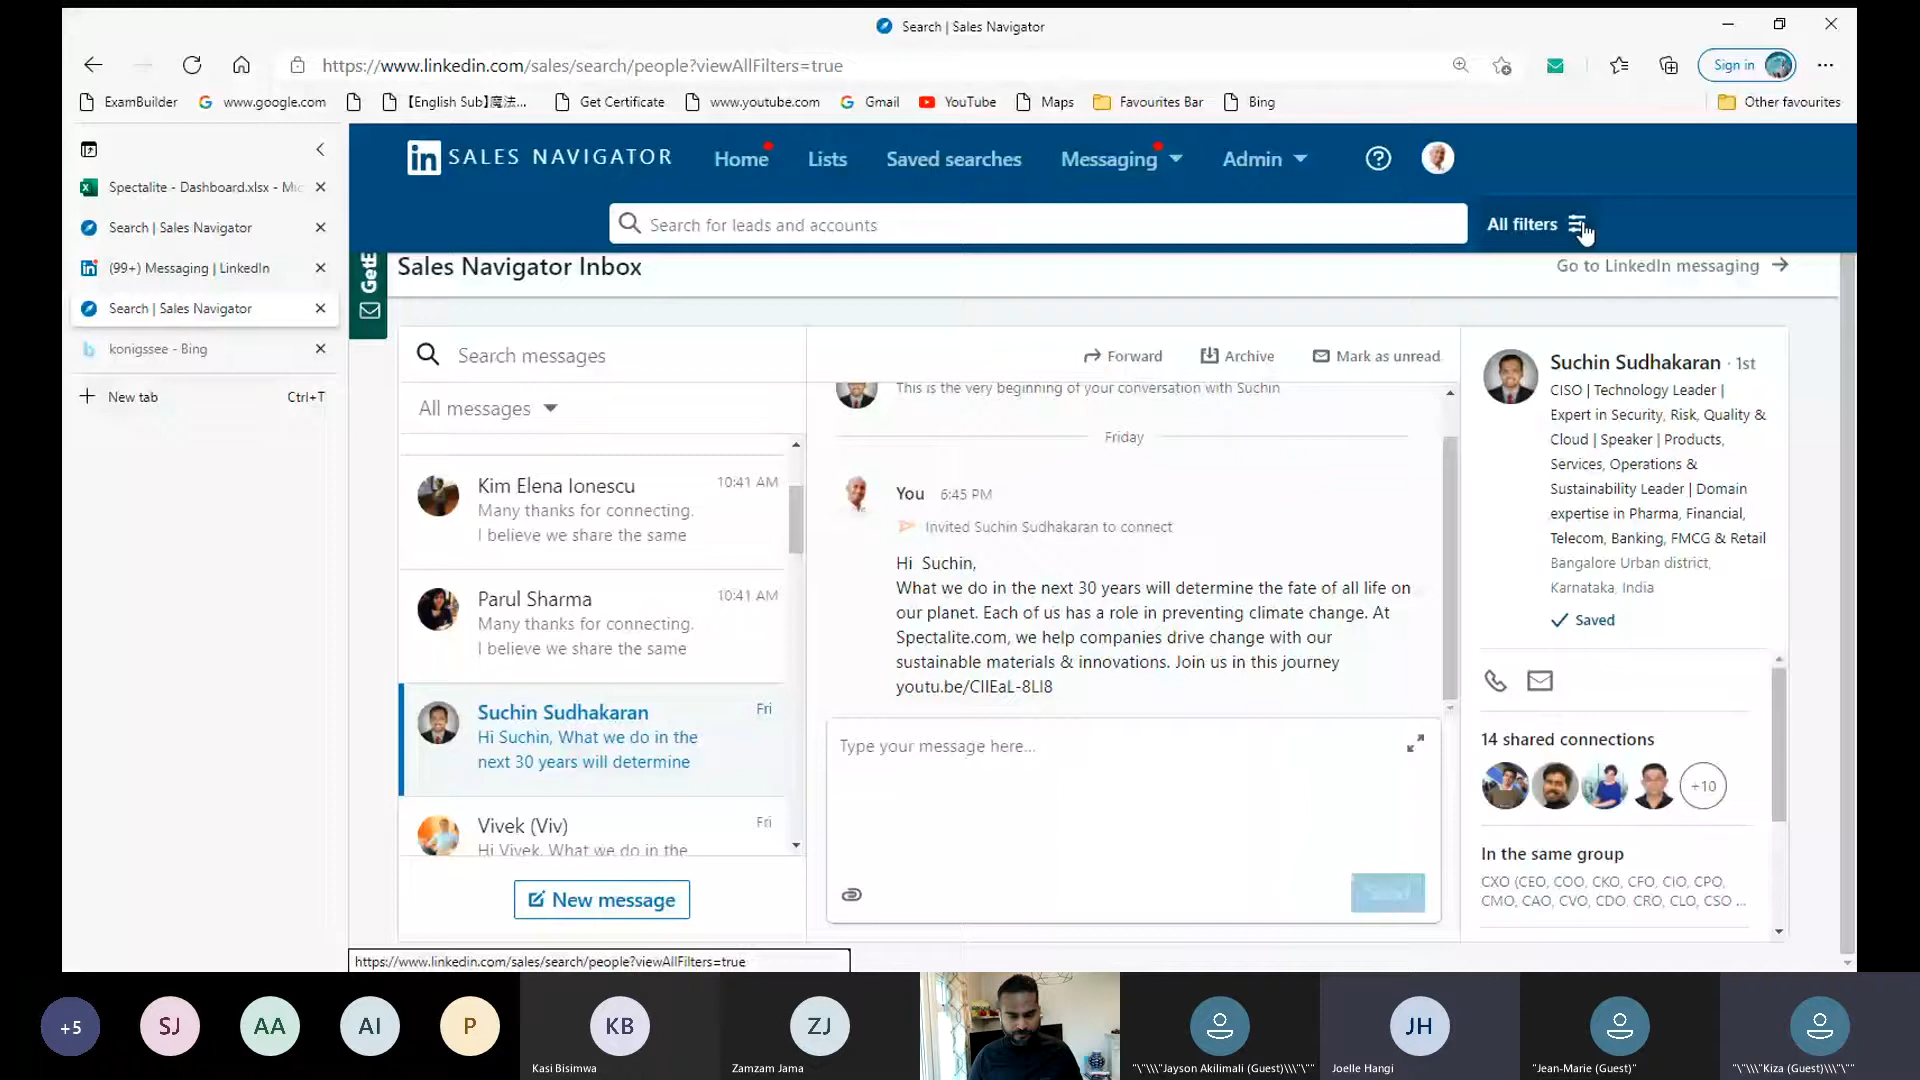 Search | Sales Navigator
https://www.linkedin.com/sales/search/people?viewAllFilters=true
Sign in
ExamBuilder
www.google.com
【English Sub】魔法...
Get Certificate
www.youtube.com
Gmail
YouTube
Maps
Favourites Bar
Bing
Other favourites
Spectalite - Dashboard.xlsx - Mic
Search | Sales Navigator
(99+) Messaging | LinkedIn
Search | Sales Navigator
konigssee - Bing
New tab
Ctrl+T
in SALES NAVIGATOR
Home
Lists
Saved searches
Messaging
Admin
Search for leads and accounts
All filters
GetE
Sales Navigator Inbox
Go to LinkedIn messaging
Search messages
All messages
Kim Elena Ionescu
10:41 AM
Many thanks for connecting.
I believe we share the same
Parul Sharma
10:41 AM
Many thanks for connecting.
I believe we share the same
Suchin Sudhakaran
Fri
Hi Suchin, What we do in the
next 30 years will determine
Vivek (Viv)
Fri
Hi Vivek, What we do in the
New message
Forward
Archive
Mark as unread
This is the very beginning of your conversation with Suchin
Friday
You 6:45 PM
Invited Suchin Sudhakaran to connect
Hi Suchin,
What we do in the next 30 years will determine the fate of all life on
our planet. Each of us has a role in preventing climate change. At
Spectalite.com, we help companies drive change with our
sustainable materials & innovations. Join us in this journey
youtu.be/CIIEaL-8LI8
Type your message here...
Send
Suchin Sudhakaran · 1st
CISO | Technology Leader |
Expert in Security, Risk, Quality &
Cloud | Speaker | Products,
Services, Operations &
Sustainability Leader | Domain
expertise in Pharma, Financial,
Telecom, Banking, FMCG & Retail
Bangalore Urban district,
Karnataka, India
Saved
14 shared connections
+10
In the same group
CXO (CEO, COO, CKO, CFO, CIO, CPO,
CMO, CAO, CVO, CDO, CRO, CLO, CSO ...
https://www.linkedin.com/sales/search/people?viewAllFilters=true
+5
SJ
AA
AI
P
KB
Kasi Bisimwa
ZJ
Zamzam Jama
"\"\\\"Jayson Akilimali (Guest)\\\"\""
JH
Joelle Hangi
"Jean-Marie (Guest)"
"\"\\\"Kiza (Guest)\\\"\""